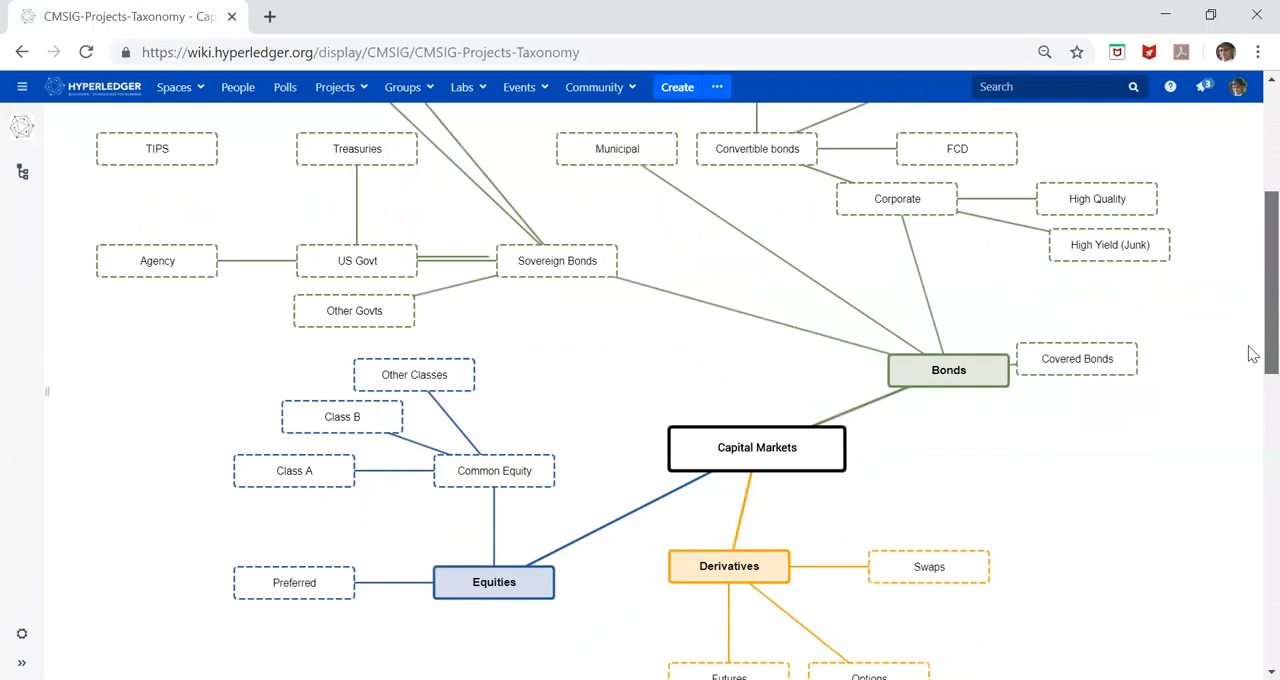 CMSIG-Projects-Taxonomy - Cap
https://wiki.hyperledger.org/display/CMSIG/CMSIG-Projects-Taxonomy
HYPERLEDGER
Spaces
People
Polls
Projects
Groups
Labs
Events
Community
Create
Search
3
TIPS
Treasuries
Municipal
Convertible bonds
FCD
Corporate
High Quality
High Yield (Junk)
Agency
US Govt
Sovereign Bonds
Other Govts
Bonds
Covered Bonds
Other Classes
Class B
Capital Markets
Class A
Common Equity
Derivatives
Swaps
Preferred
Equities
Futures
Options